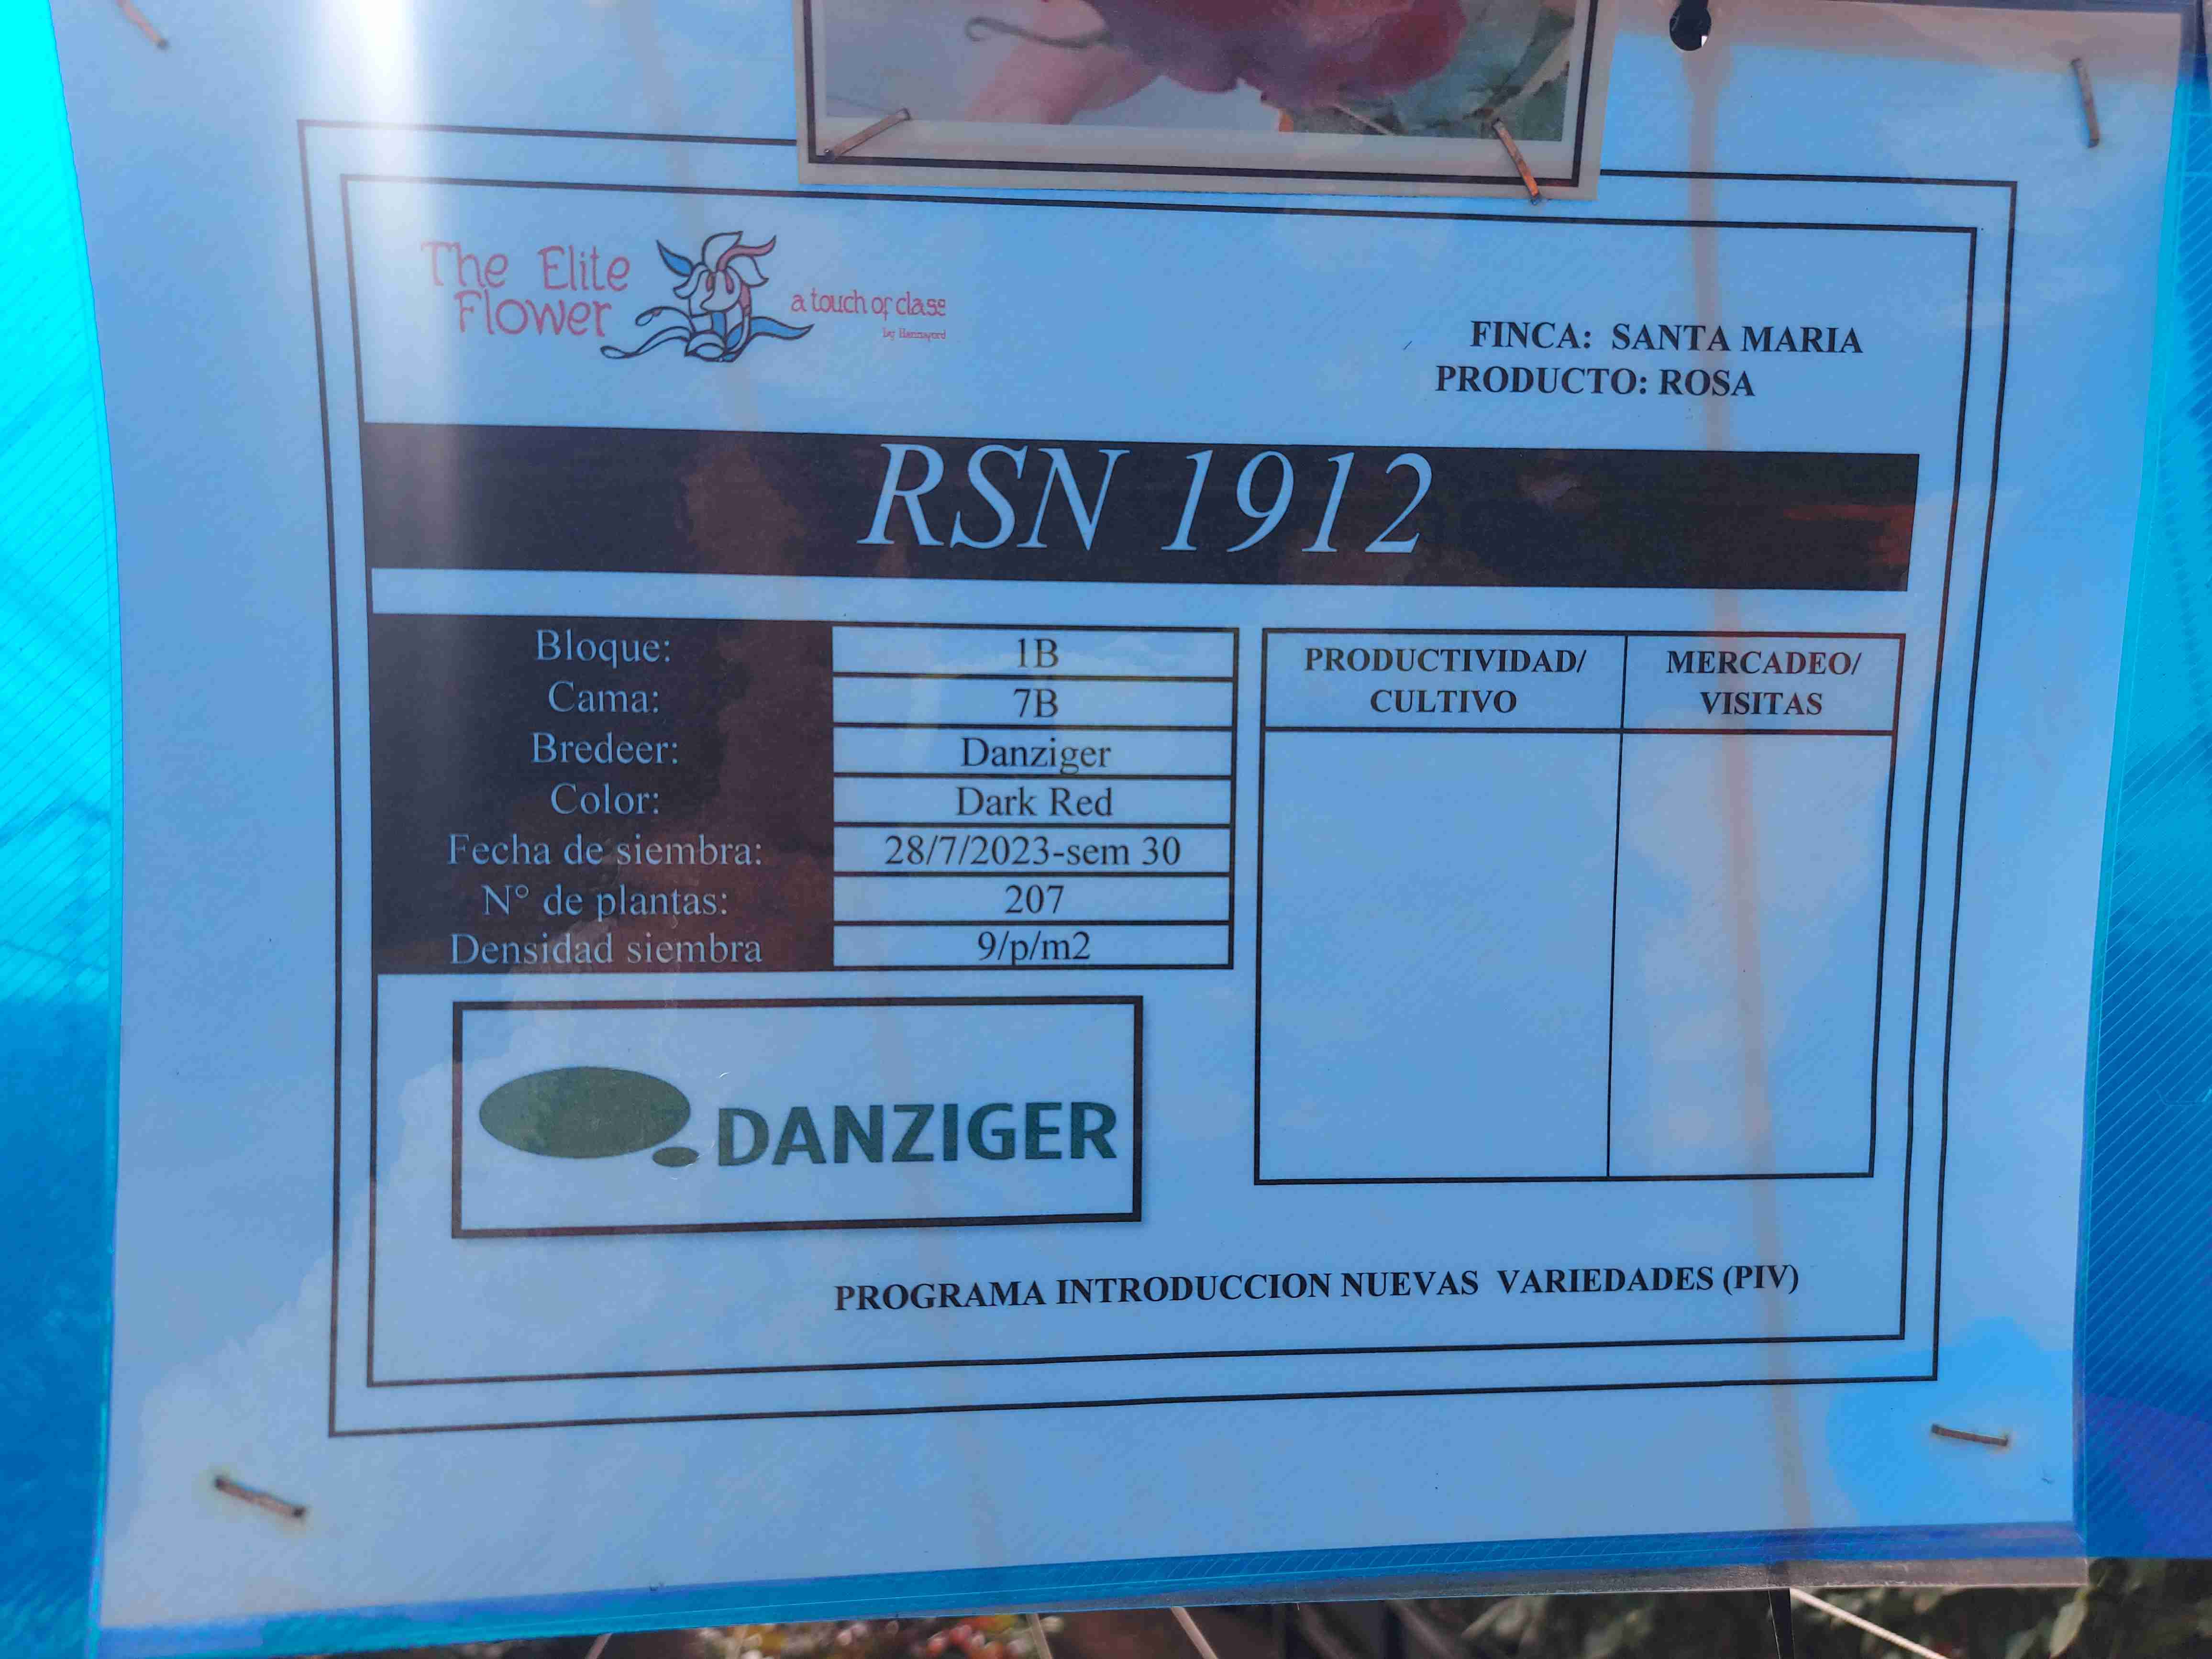 The Elite
Flower
a touch of class
FINCA: SANTA MARIA
PRODUCTO: ROSA
RSN 1912
Bloque: 1B
Cama: 7B
Bredeer: Danziger
Color: Dark Red
Fecha de siembra: 28/7/2023-sem 30
N° de plantas: 207
Densidad siembra 9/p/m2
PRODUCTIVIDAD/
CULTIVO
MERCADEO/
VISITAS
DANZIGER
PROGRAMA INTRODUCCION NUEVAS VARIEDADES (PIV)